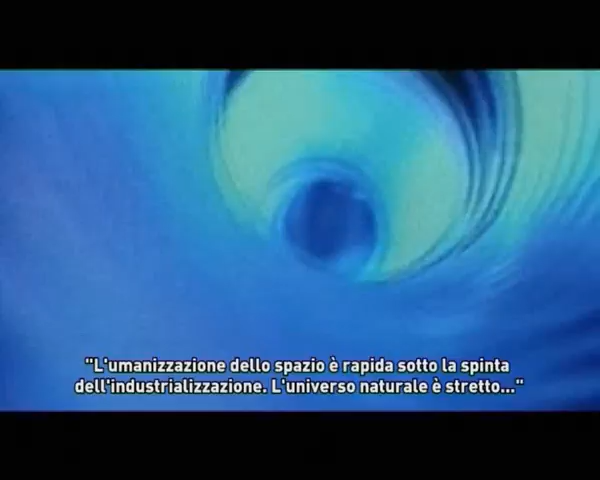 "L'umanizzazione dello spazio è rapida sotto la spinta
dell'industrializzazione. L'universo naturale è stretto..."